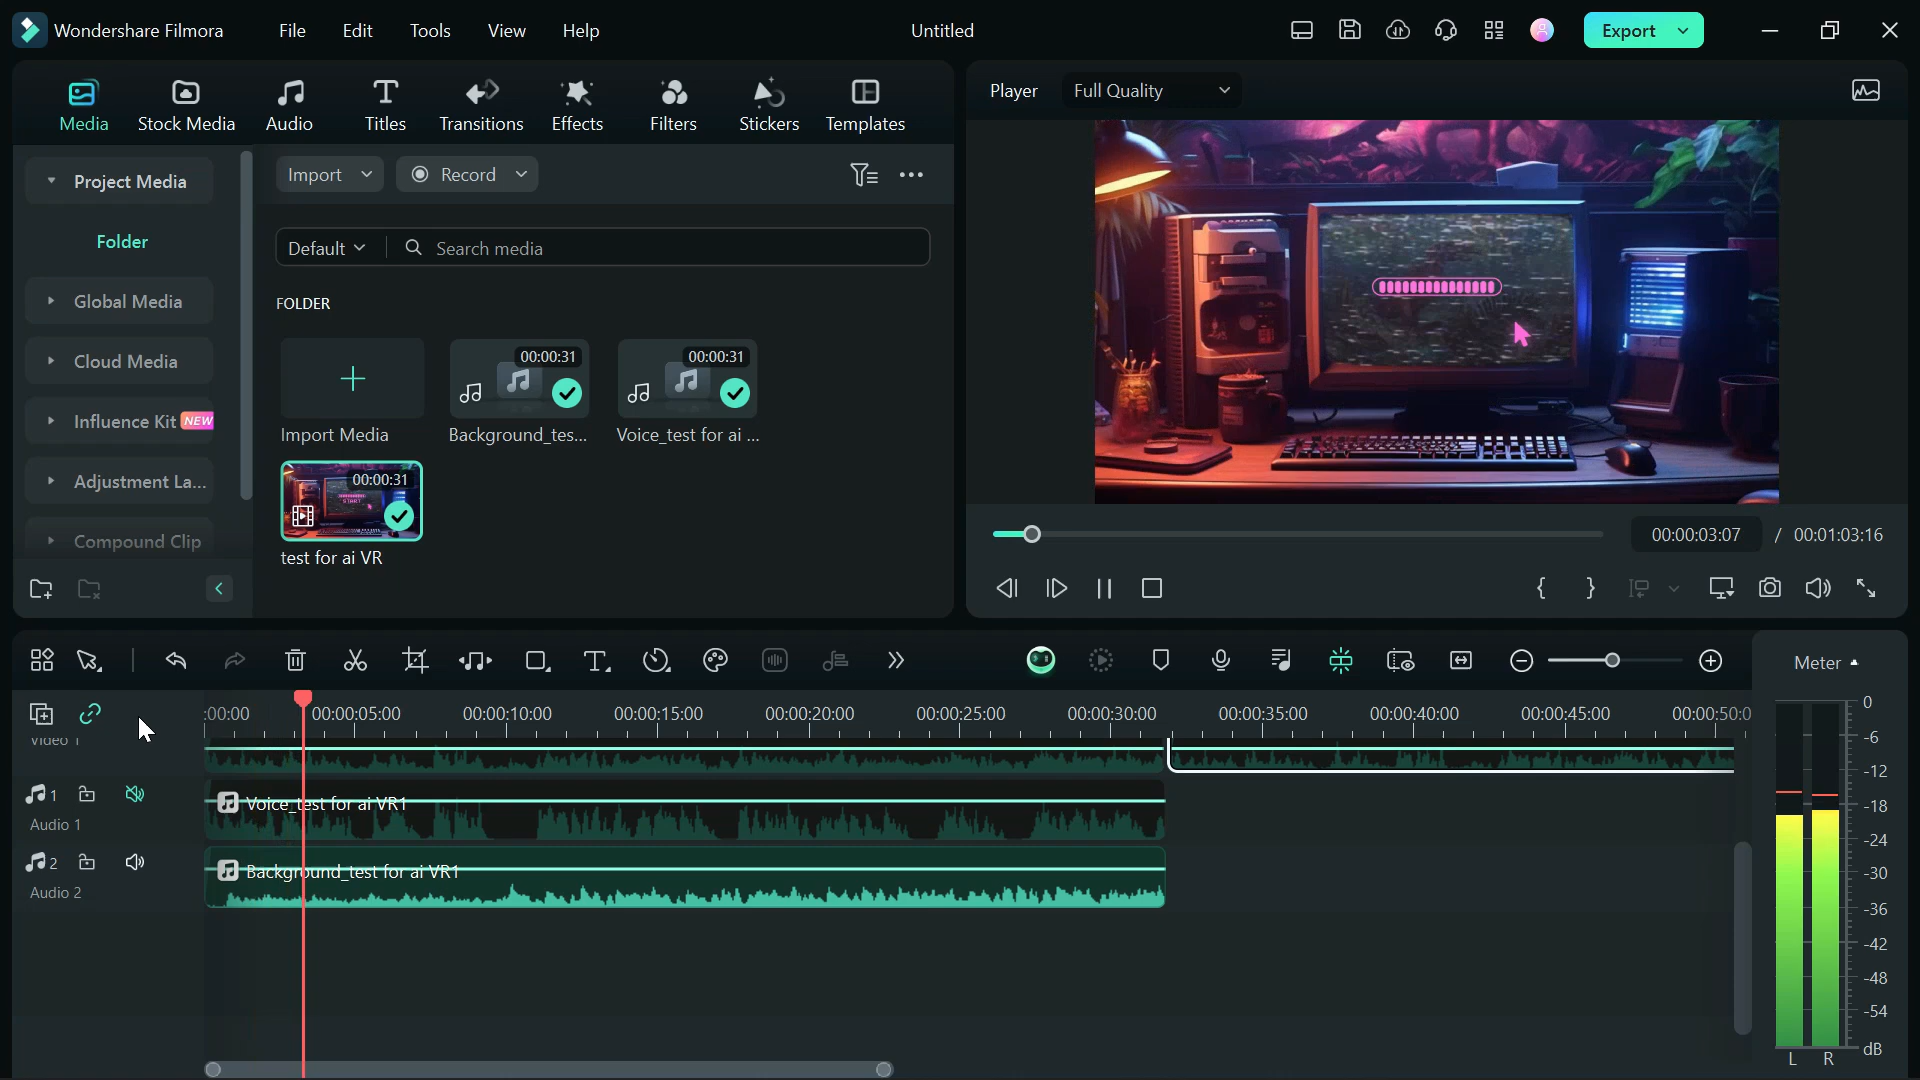 Wondershare Filmora
File
Edit
Tools
View
Help
Untitled
Export
Media
Stock Media
Audio
Titles
Transitions
Effects
Filters
Stickers
Templates
Player
Full Quality
Project Media
Folder
Global Media
Cloud Media
Influence Kit NEW
Adjustment La...
Compound Clip
Import
Record
Default
Search media
FOLDER
Import Media
00:00:31
Background_tes...
00:00:31
Voice_test for ai ...
00:00:31
START
test for ai VR
00:00:03:07 / 00:01:03:16
Meter
:00:00
00:00:05:00
00:00:10:00
00:00:15:00
00:00:20:00
00:00:25:00
00:00:30:00
00:00:35:00
00:00:40:00
00:00:45:00
00:00:50:0
Video 1
1
Audio 1
Voice_test for ai VR1
2
Audio 2
Background_test for ai VR1
0
-6
-12
-18
-24
-30
-36
-42
-48
-54
dB
L R